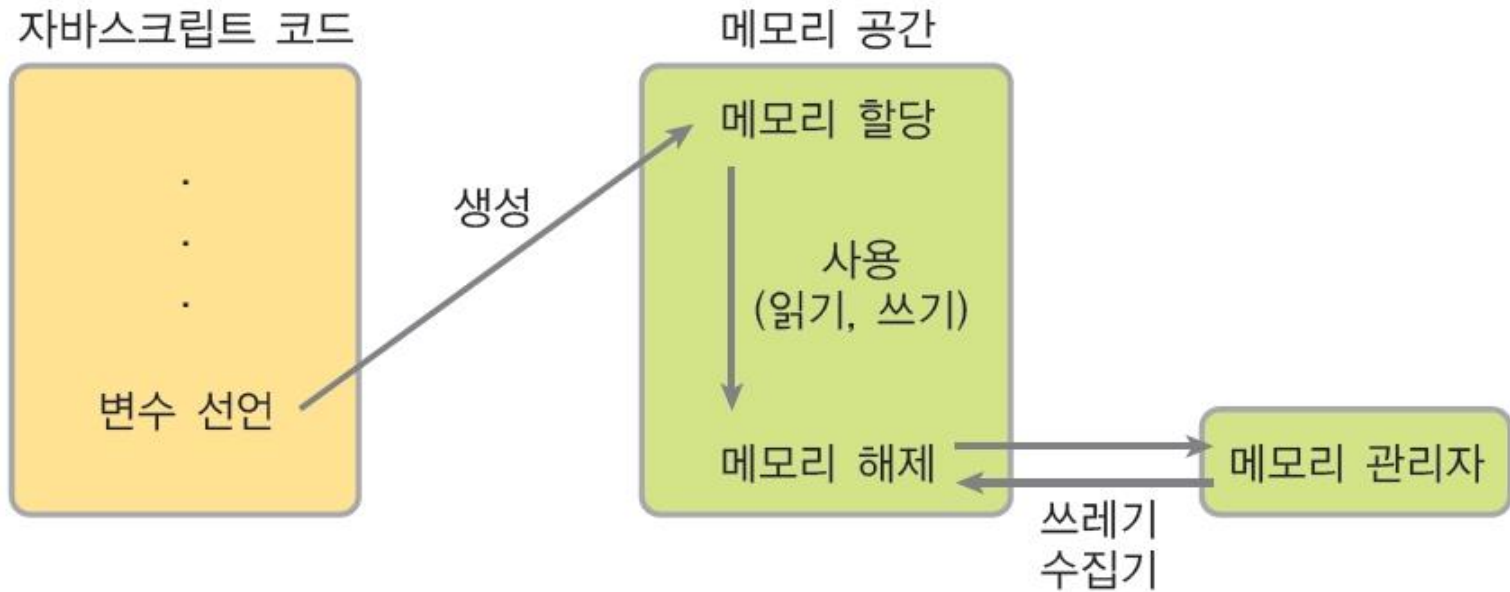 자바스크립트 코드
메모리 공간
메모리 할당
생성
사용
(읽기, 쓰기)
변수 선언
메모리 해제
메모리 관리자
쓰레기
수집기